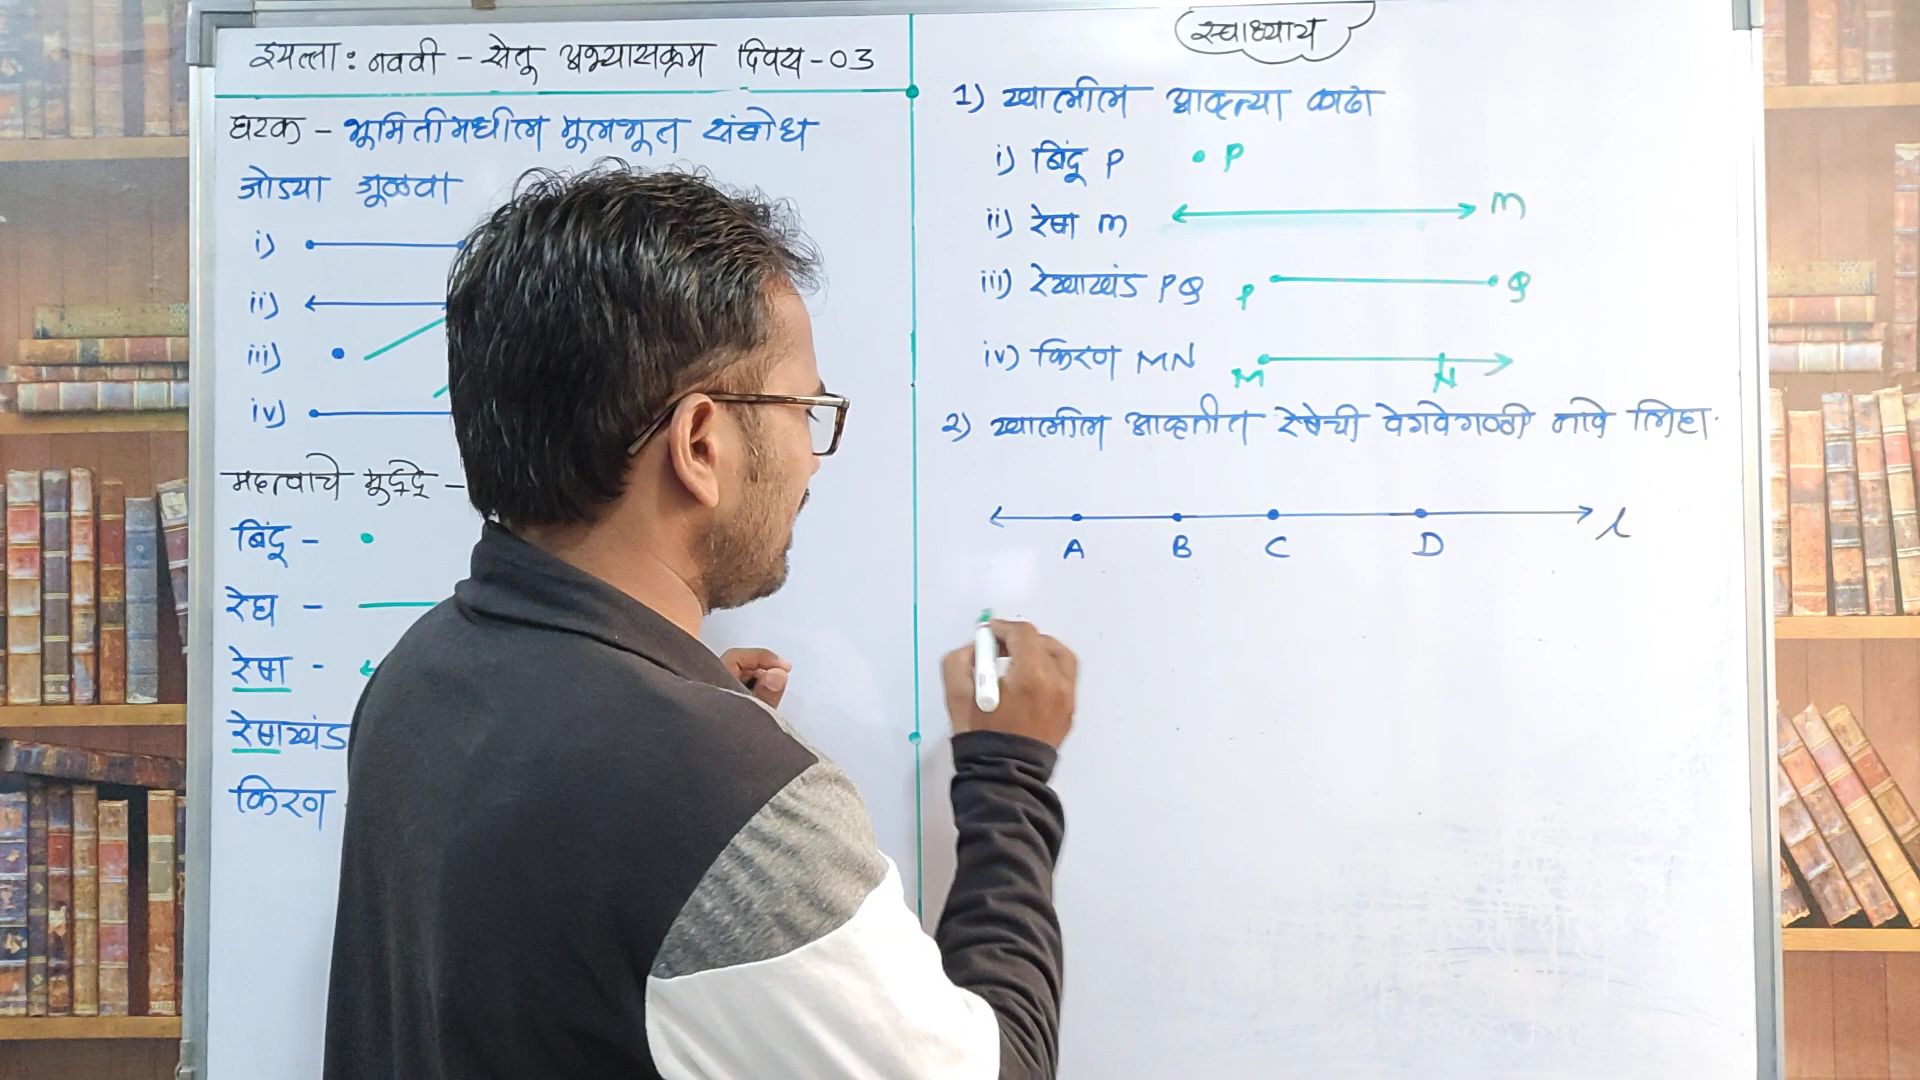 इयत्ता : नववी - सेतू अभ्यासक्रम दिवस - 03
घटक - भूमितीमधील मूलभूत संबोध
जोड्या जूळवा
i)
ii)
iii)
iv)
महत्वाचे मुद्दे -
बिंदू -
रेघ -
रेषा -
रेषाखंड
किरण
स्वाध्याय
1) खालील आकृत्या काढा
i) बिंदू P P
ii) रेषा m m
iii) रेषाखंड PQ P Q
iv) किरण MN M N
2) खालील आकृतीत रेषेची वेगवेगळी नावे लिहा.
A B C D l